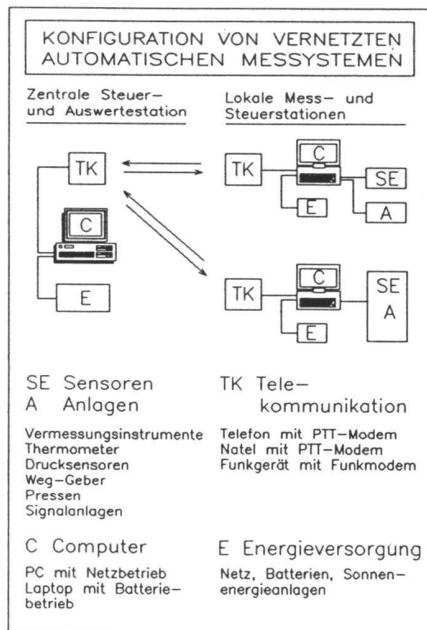 KONFIGURATION VON VERNETZTEN
AUTOMATISCHEN MESSYSTEMEN
Zentrale Steuer-
und Auswertestation
Lokale Mess- und
Steuerstationen
TK
C
E
TK
C
SE
E
A
TK
C
SE
A
E
SE Sensoren
A Anlagen
Vermessungsinstrumente
Thermometer
Drucksensoren
Weg-Geber
Pressen
Signalanlagen
TK Tele-
kommunikation
Telefon mit PTT-Modem
Natel mit PTT-Modem
Funkgerät mit Funkmodem
C Computer
PC mit Netzbetrieb
Laptop mit Batterie-
betrieb
E Energieversorgung
Netz, Batterien, Sonnen-
energieanlagen